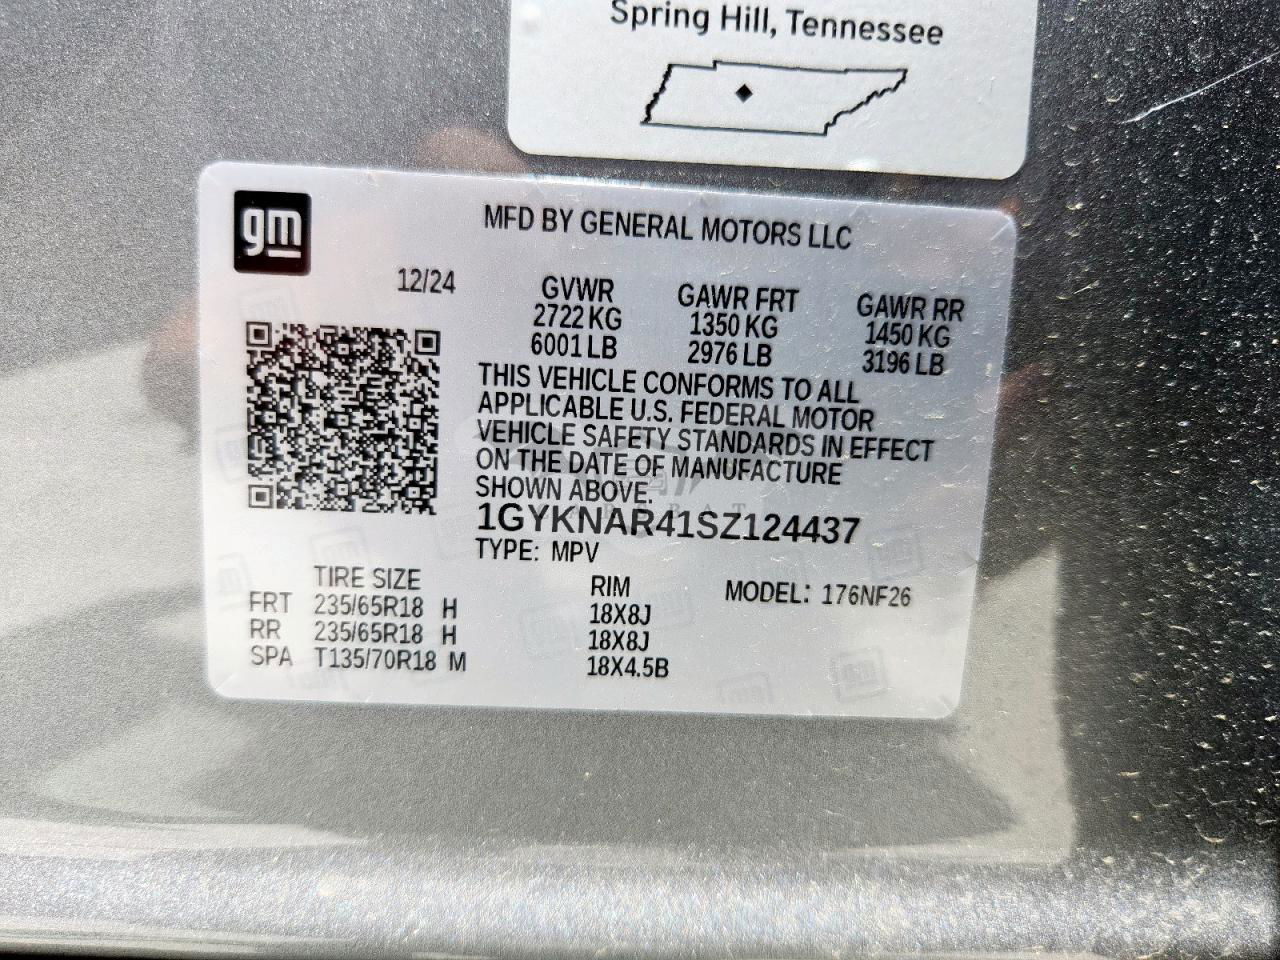 Spring Hill, Tennessee
gm
MFD BY GENERAL MOTORS LLC
12/24
GVWR GAWR FRT GAWR RR
2722 KG 1350 KG 1450 KG
6001 LB 2976 LB 3196 LB
THIS VEHICLE CONFORMS TO ALL
APPLICABLE U.S. FEDERAL MOTOR
VEHICLE SAFETY STANDARDS IN EFFECT
ON THE DATE OF MANUFACTURE
SHOWN ABOVE.
1GYKNAR41SZ124437
TYPE: MPV
TIRE SIZE RIM MODEL: 176NF26
FRT 235/65R18 H 18X8J
RR 235/65R18 H 18X8J
SPA T135/70R18 M 18X4.5B